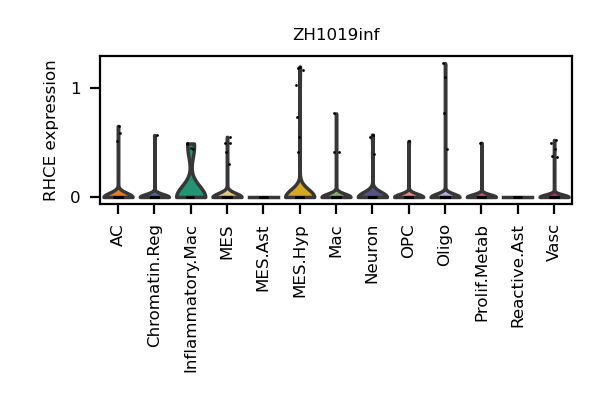 ZH1019inf
RHCE expression
1
0
AC
Chromatin.Reg
Inflammatory.Mac
MES
MES.Ast
MES.Hyp
Mac
Neuron
OPC
Oligo
Prolif.Metab
Reactive.Ast
Vasc